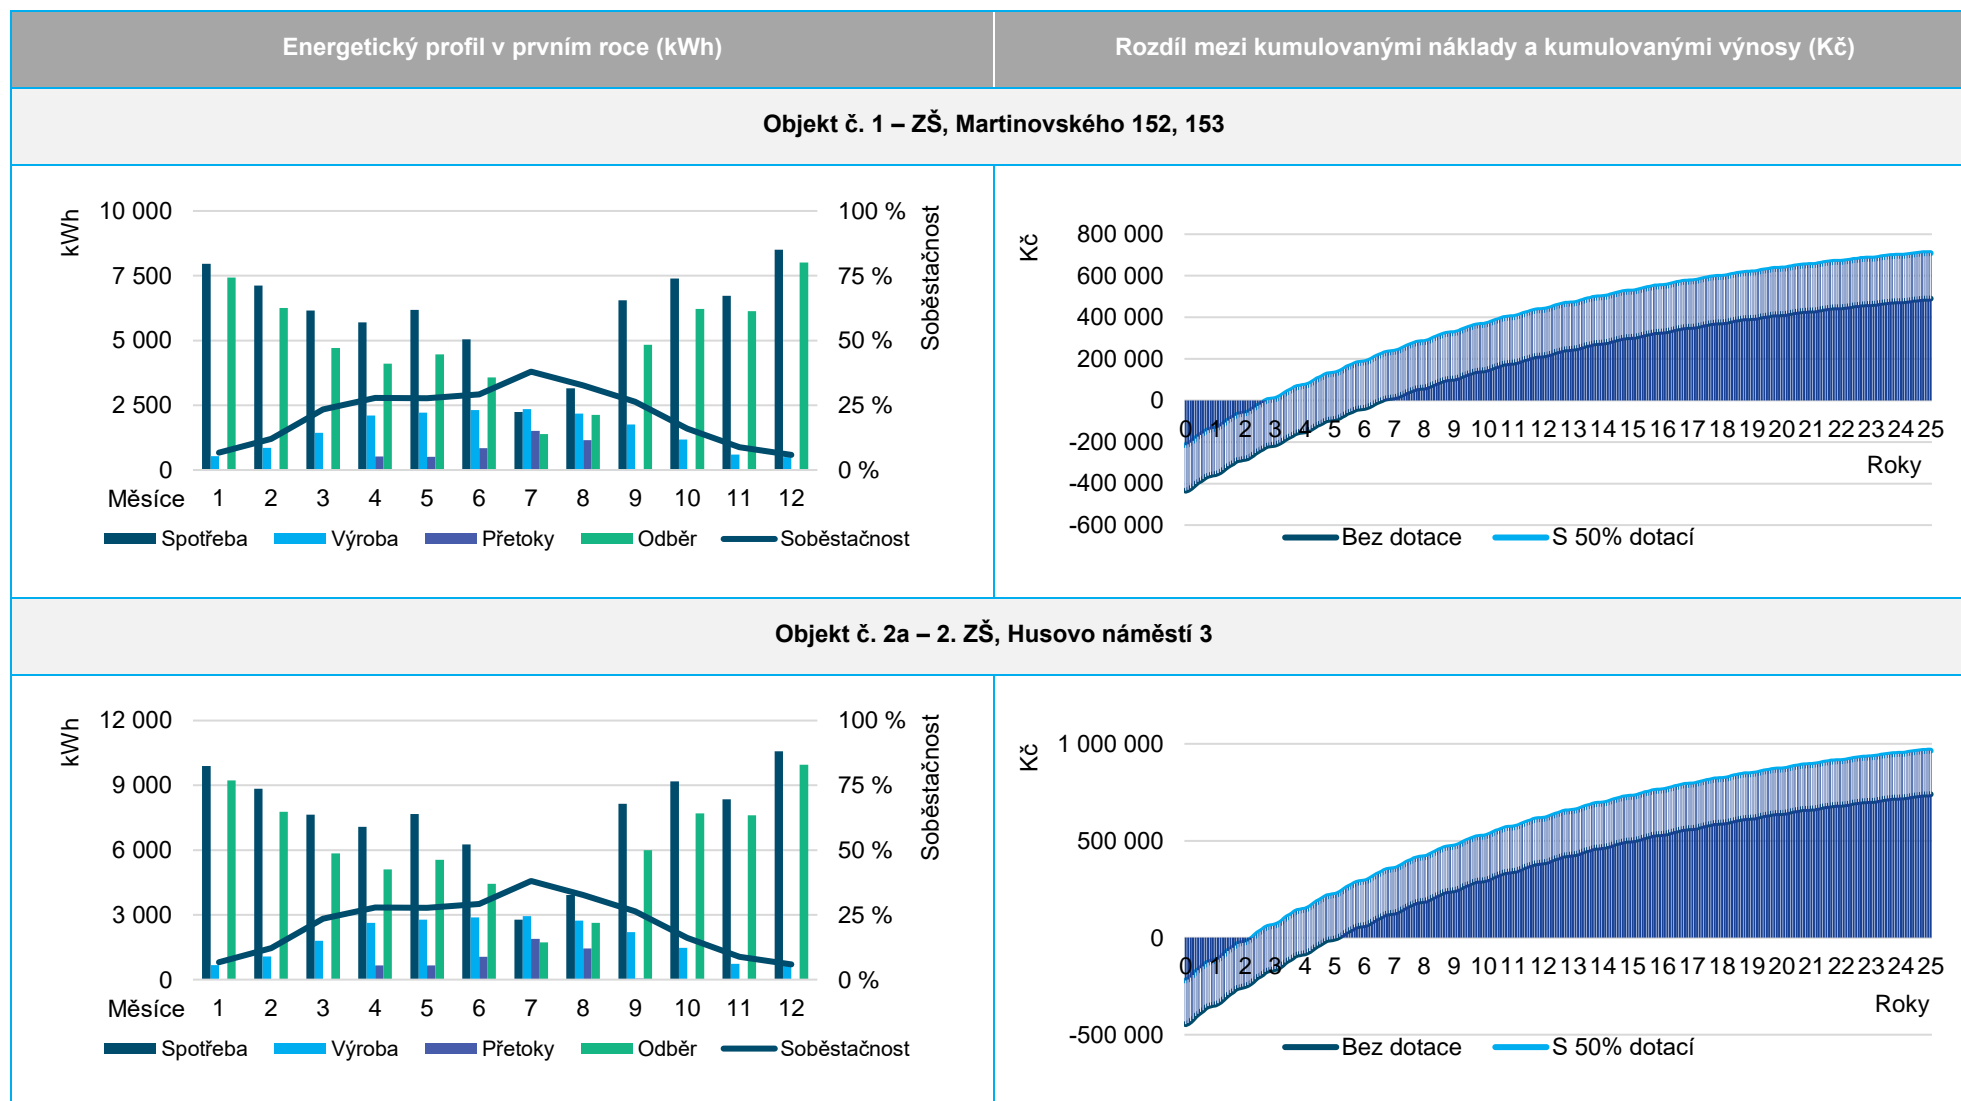 Energetický profil v prvním roce (kWh)
Rozdíl mezi kumulovanými náklady a kumulovanými výnosy (Kč)
Objekt č. 1 – ZŠ, Martinovského 152, 153
kWh
10 000
7 500
5 000
2 500
0
100 %
75 %
50 %
25 %
0 %
Soběstačnost
Měsíce 1 2 3 4 5 6 7 8 9 10 11 12
Spotřeba Výroba Přetoky Odběr Soběstačnost
Kč
800 000
600 000
400 000
200 000
0
-200 000
-400 000
-600 000
0 1 2 3 4 5 6 7 8 9 10 11 12 13 14 15 16 17 18 19 20 21 22 23 24 25
Roky
Bez dotace S 50% dotací
Objekt č. 2a – 2. ZŠ, Husovo náměstí 3
kWh
12 000
9 000
6 000
3 000
0
100 %
75 %
50 %
25 %
0 %
Soběstačnost
Měsíce 1 2 3 4 5 6 7 8 9 10 11 12
Spotřeba Výroba Přetoky Odběr Soběstačnost
Kč
1 000 000
500 000
0
-500 000
0 1 2 3 4 5 6 7 8 9 10 11 12 13 14 15 16 17 18 19 20 21 22 23 24 25
Roky
Bez dotace S 50% dotací